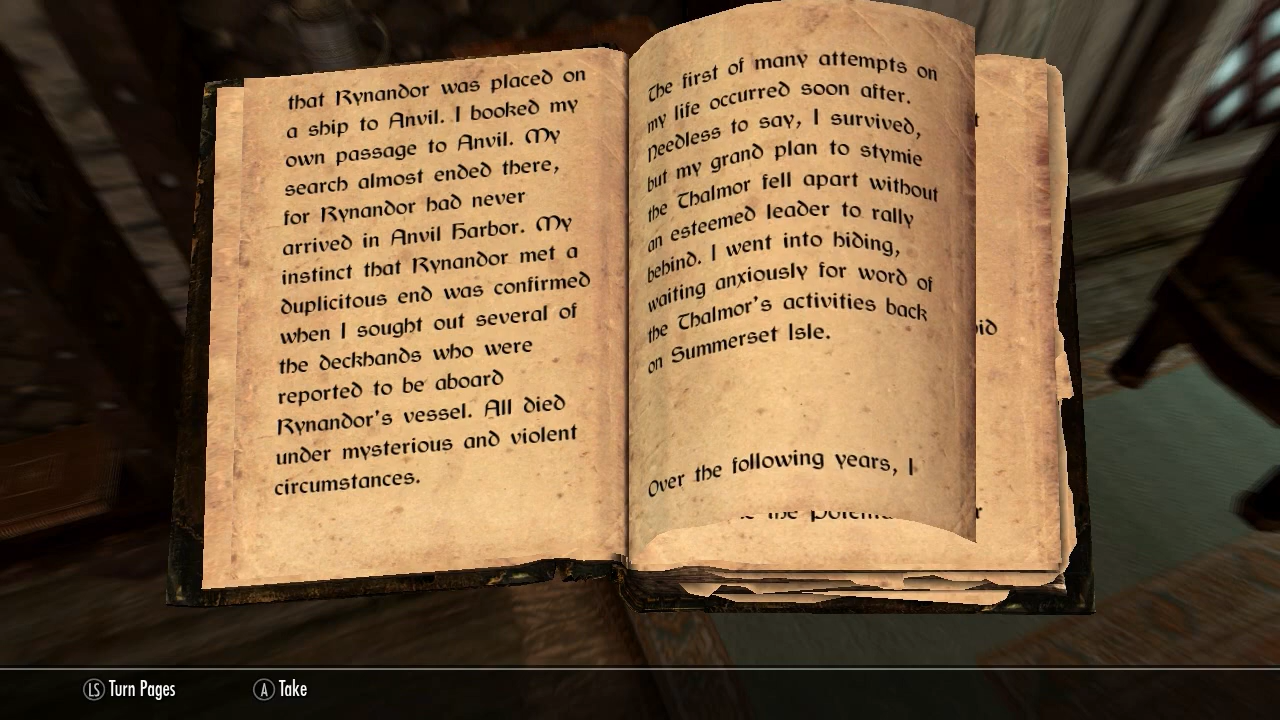 that Rynandor was placed on
a ship to Anvil. I booked my
own passage to Anvil. My
search almost ended there,
for Rynandor had never
arrived in Anvil Harbor. My
instinct that Rynandor met a
duplicitous end was confirmed
when I sought out several of
the deckhands who were
reported to be aboard
Rynandor's vessel. All died
under mysterious and violent
circumstances.
The first of many attempts on
my life occurred soon after.
Needless to say, I survived,
but my grand plan to stymie
the Thalmor fell apart without
an esteemed leader to rally
behind. I went into hiding,
waiting anxiously for word of
the Thalmor's activities back
on Summerset Isle.
Over the following years, I
LS Turn Pages
A Take